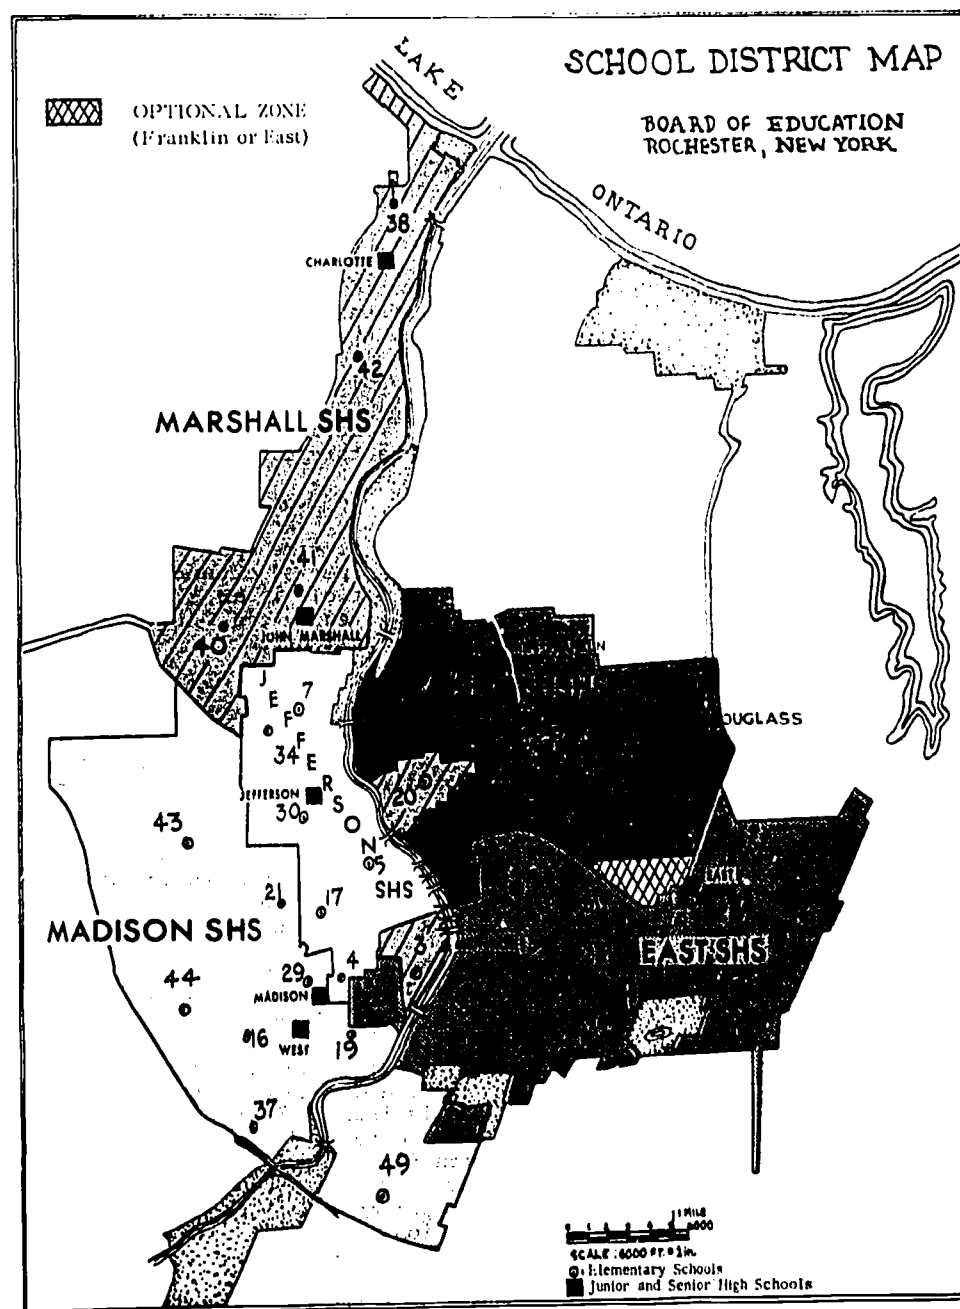 SCHOOL DISTRICT MAP
BOARD OF EDUCATION
ROCHESTER, NEW YORK
OPTIONAL ZONE
(Franklin or East)
LAKE
ONTARIO
38
CHARLOTTE
42
MARSHALL SHS
41
JOHN MARSHALL
JEFFERSON SHS
7
34
JEFFERSON
30
20
5
43
21
17
MADISON SHS
EAST SHS
44
29
4
MADISON
16
WEST
19
3
37
49
1 MILE
SCALE : 6000 FT. = 1 in.
Elementary Schools
Junior and Senior High Schools